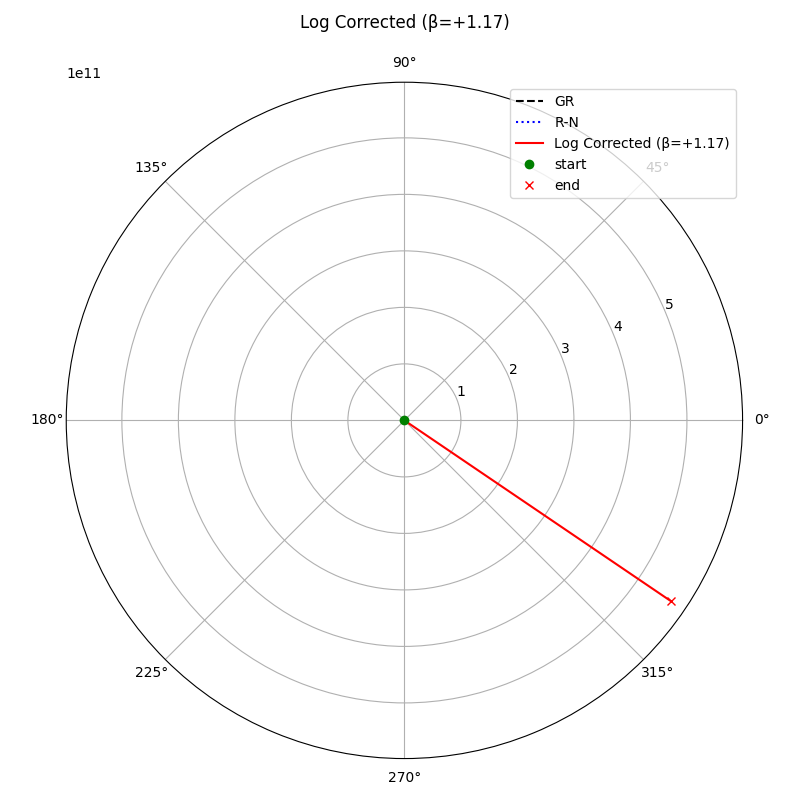 Log Corrected (β=+1.17)
1e11
90°
GR
R-N
Log Corrected (β=+1.17)
start
end
135°
45°
5
4
3
2
1
180°
0°
225°
315°
270°